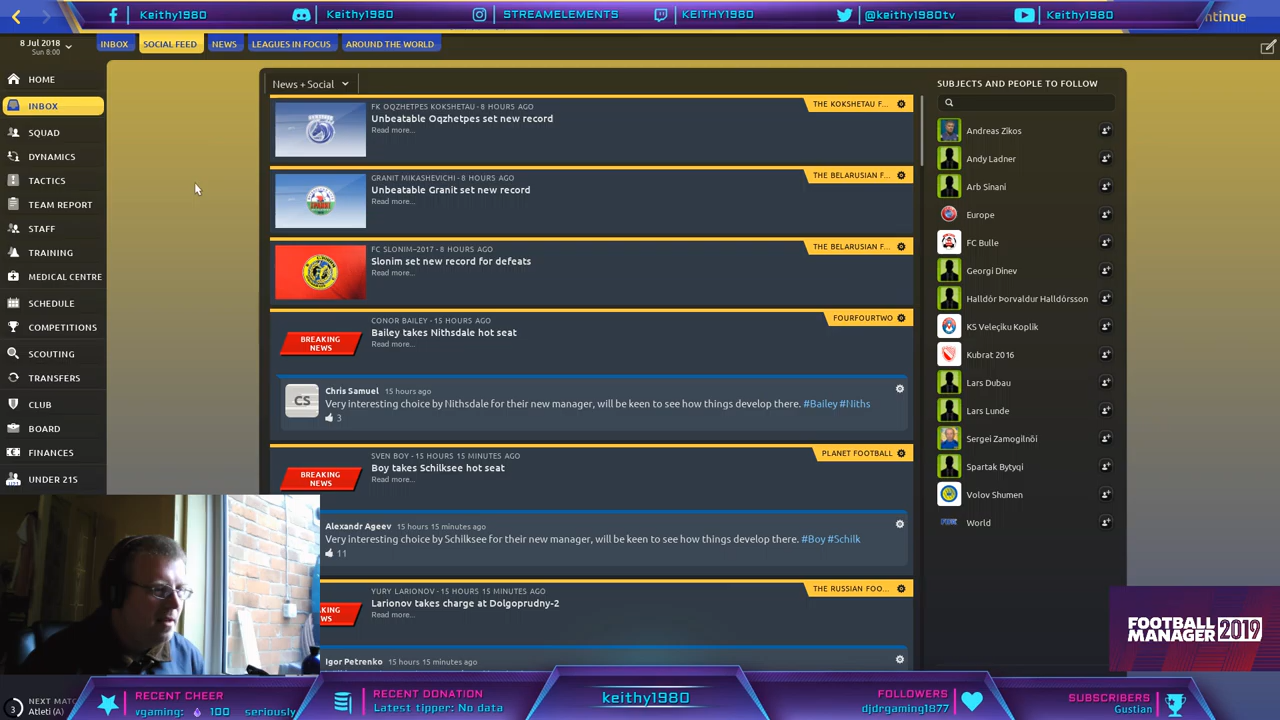 Keithy1980
Keithy1980
STREAMELEMENTS
KEITHY1980
@keithy1980tv
Keithy1980
ntinue
8 Jul 2018
Sun 8:00
INBOX
SOCIAL FEED
NEWS
LEAGUES IN FOCUS
AROUND THE WORLD
HOME
INBOX
SQUAD
DYNAMICS
TACTICS
TEAM REPORT
STAFF
TRAINING
MEDICAL CENTRE
SCHEDULE
COMPETITIONS
SCOUTING
TRANSFERS
CLUB
BOARD
FINANCES
UNDER 21S
News + Social
FK OQZHETPES KOKSHETAU - 8 HOURS AGO
THE KOKSHETAU F...
Unbeatable Oqzhetpes set new record
Read more...
GRANIT MIKASHEVICHI - 8 HOURS AGO
THE BELARUSIAN F...
Unbeatable Granit set new record
Read more...
FC SLONIM-2017 - 8 HOURS AGO
THE BELARUSIAN F...
Slonim set new record for defeats
Read more...
CONOR BAILEY - 15 HOURS AGO
FOURFOURTWO
BREAKING
NEWS
Bailey takes Nithsdale hot seat
Read more...
CS
Chris Samuel 15 hours ago
Very interesting choice by Nithsdale for their new manager, will be keen to see how things develop there. #Bailey #Niths
3
SVEN BOY - 15 HOURS 15 MINUTES AGO
PLANET FOOTBALL
BREAKING
NEWS
Boy takes Schilksee hot seat
Read more...
Alexandr Ageev 15 hours 15 minutes ago
Very interesting choice by Schilksee for their new manager, will be keen to see how things develop there. #Boy #Schilk
11
YURY LARIONOV - 15 HOURS 15 MINUTES AGO
THE RUSSIAN FOO...
KING
WS
Larionov takes charge at Dolgoprudny-2
Read more...
Igor Petrenko 15 hours 15 minutes ago
SUBJECTS AND PEOPLE TO FOLLOW
Andreas Zikos
Andy Ladner
Arb Sinani
Europe
FC Bulle
Georgi Dinev
Halldór Þorvaldur Halldórsson
KS Veleçiku Koplik
Kubrat 2016
Lars Dubau
Lars Lunde
Sergei Zamogilnõi
Spartak Bytyqi
Volov Shumen
World
FOOTBALL
MANAGER 2019
3
NEXT MATC
Atleti (A)
RECENT CHEER
vgaming: 100 seriously
RECENT DONATION
Latest tipper: No data
keithy1980
FOLLOWERS
djdrgaming1877
SUBSCRIBERS
Gustian